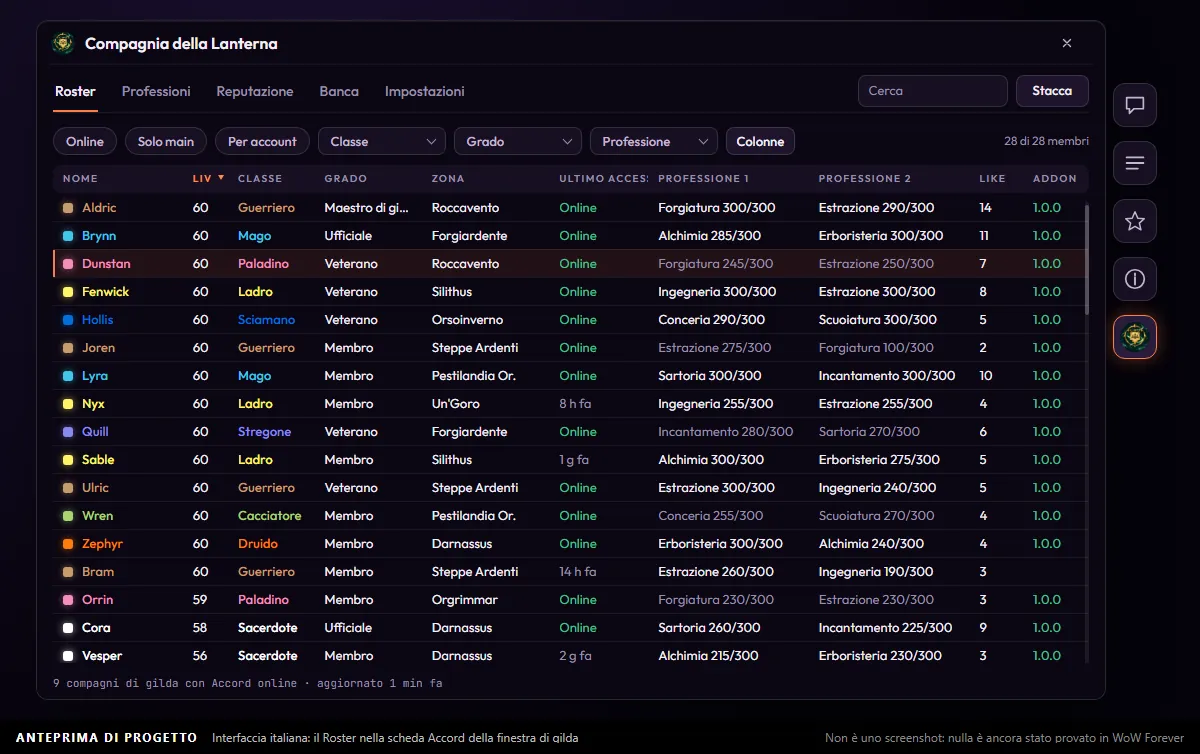 Compagnia della Lanterna
Roster Professioni Reputazione Banca Impostazioni Cerca Stacca
Online Solo main Per account Classe Grado Professione Colonne 28 di 28 membri
NOME LIV CLASSE GRADO ZONA ULTIMO ACCES PROFESSIONE 1 PROFESSIONE 2 LIKE ADDON
Aldric 60 Guerriero Maestro di gi... Roccavento Online Forgiatura 300/300 Estrazione 290/300 14 1.0.0
Brynn 60 Mago Ufficiale Forgiardente Online Alchimia 285/300 Erboristeria 300/300 11 1.0.0
Dunstan 60 Paladino Veterano Roccavento Online Forgiatura 245/300 Estrazione 250/300 7 1.0.0
Fenwick 60 Ladro Veterano Silithus Online Ingegneria 300/300 Estrazione 300/300 8 1.0.0
Hollis 60 Sciamano Veterano Orsoinverno Online Conceria 290/300 Scuoiatura 300/300 5 1.0.0
Joren 60 Guerriero Membro Steppe Ardenti Online Estrazione 275/300 Forgiatura 100/300 2 1.0.0
Lyra 60 Mago Membro Pestilandia Or. Online Sartoria 300/300 Incantamento 300/300 10 1.0.0
Nyx 60 Ladro Membro Un'Goro 8 h fa Ingegneria 255/300 Estrazione 255/300 4 1.0.0
Quill 60 Stregone Veterano Forgiardente Online Incantamento 280/300 Sartoria 270/300 6 1.0.0
Sable 60 Ladro Membro Silithus 1 g fa Alchimia 300/300 Erboristeria 275/300 5 1.0.0
Ulric 60 Guerriero Veterano Steppe Ardenti Online Estrazione 300/300 Ingegneria 240/300 5 1.0.0
Wren 60 Cacciatore Membro Pestilandia Or. Online Conceria 255/300 Scuoiatura 270/300 4 1.0.0
Zephyr 60 Druido Membro Darnassus Online Erboristeria 300/300 Alchimia 240/300 4 1.0.0
Bram 60 Guerriero Membro Steppe Ardenti 14 h fa Estrazione 260/300 Ingegneria 190/300 3
Orrin 59 Paladino Membro Orgrimmar Online Forgiatura 230/300 Estrazione 230/300 3 1.0.0
Cora 58 Sacerdote Ufficiale Darnassus Online Sartoria 260/300 Incantamento 225/300 9 1.0.0
Vesper 56 Sacerdote Membro Darnassus 2 g fa Alchimia 215/300 Erboristeria 230/300 3 1.0.0
9 compagni di gilda con Accord online · aggiornato 1 min fa
ANTEPRIMA DI PROGETTO Interfaccia italiana: il Roster nella scheda Accord della finestra di gilda Non è uno screenshot: nulla è ancora stato provato in WoW Forever